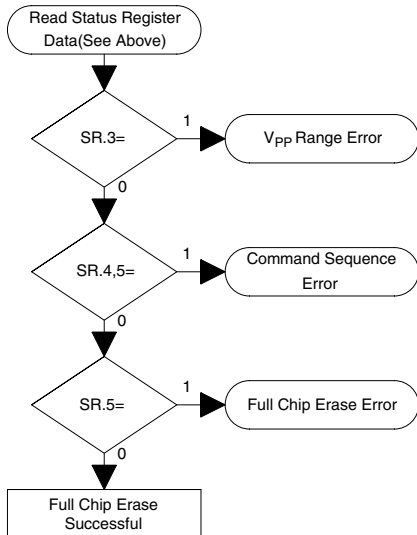 Read Status Register
Data(See Above)
SR.3=
1
VPP Range Error
0
SR.4,5=
1
Command Sequence
Error
0
SR.5=
1
Full Chip Erase Error
0
Full Chip Erase
Successful